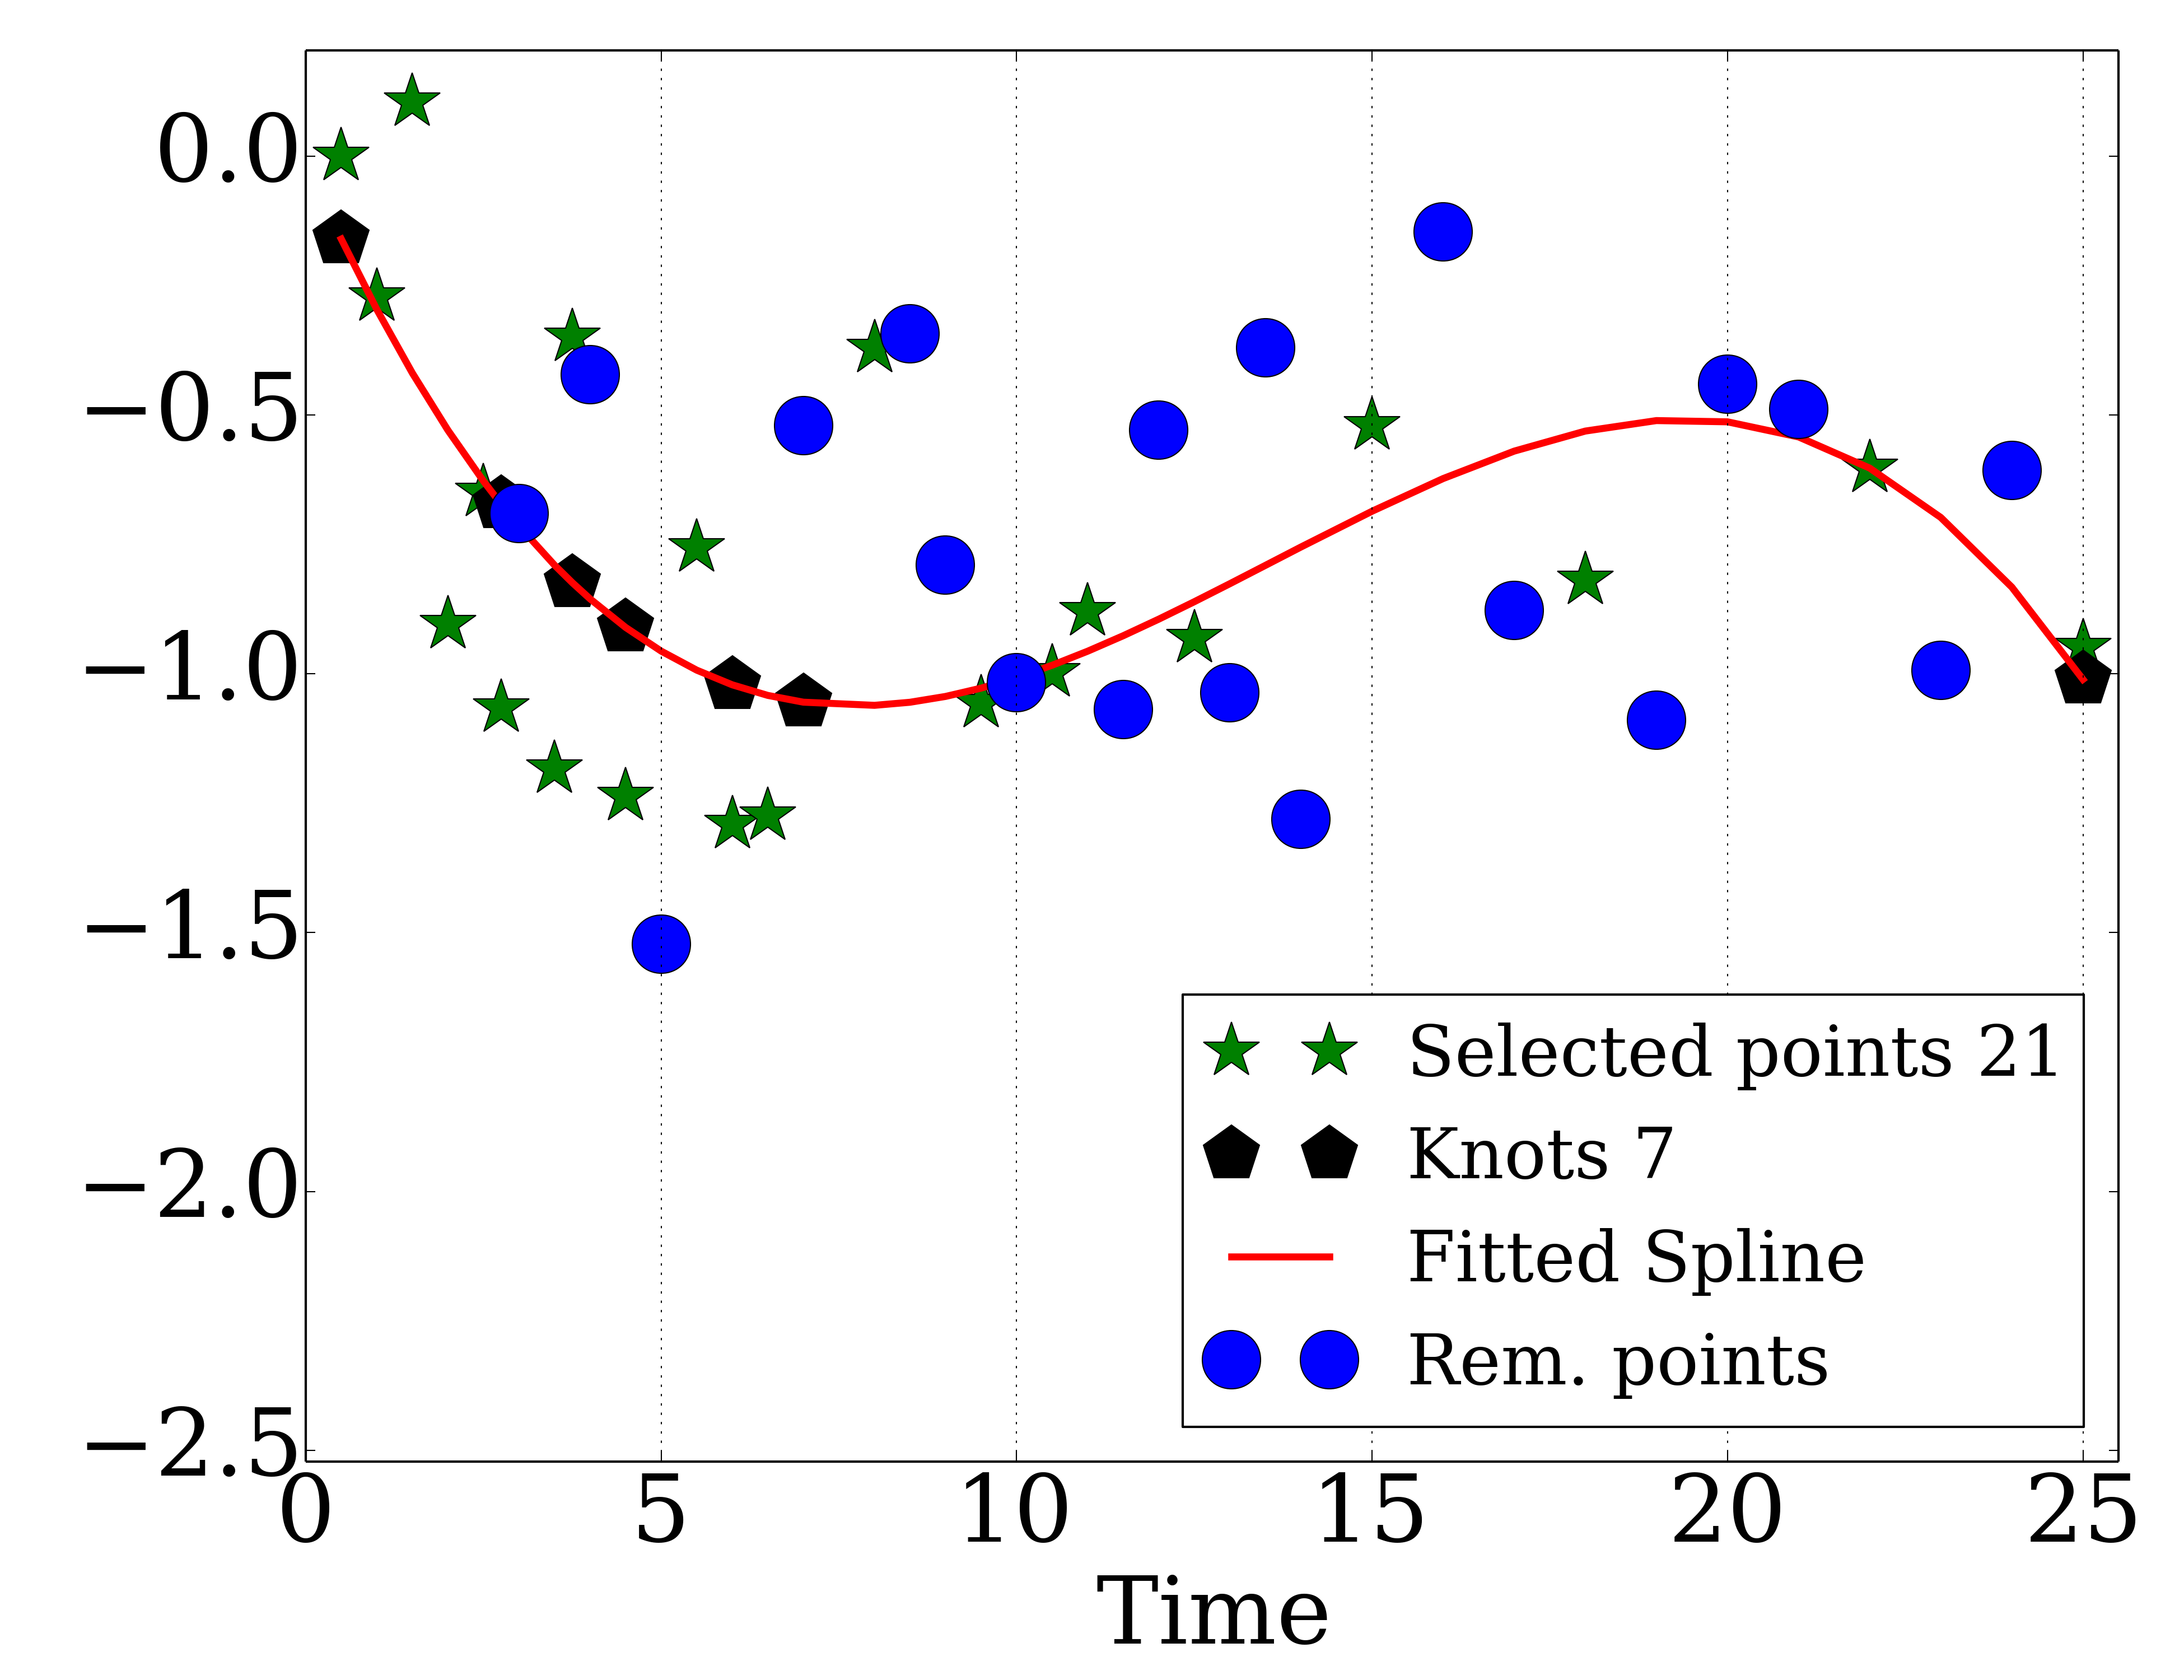 0.0
−0.5
−1.0
−1.5
−2.0
−2.5
0 5 10 15 20 25
Time
Selected points 21
Knots 7
Fitted Spline
Rem. points